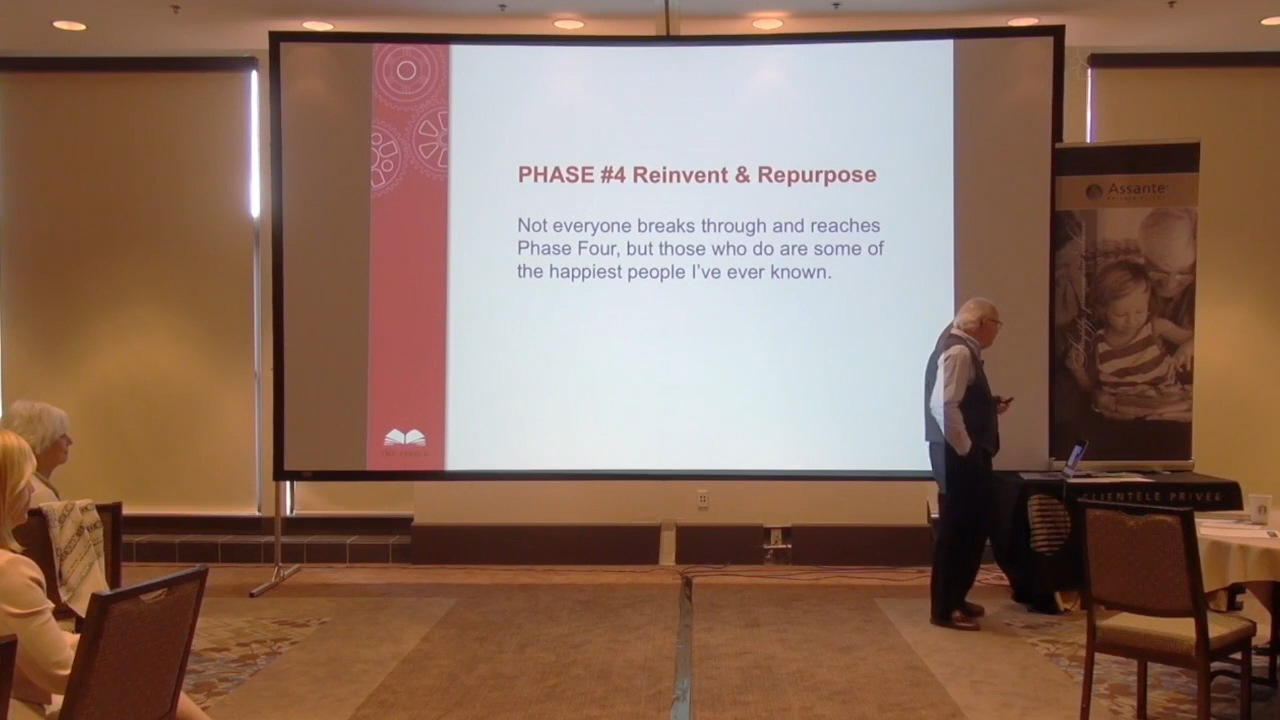 PHASE #4 Reinvent & Repurpose
Not everyone breaks through and reaches
Phase Four, but those who do are some of
the happiest people I've ever known.
Assante
CLIENTÈLE PRIVÉE